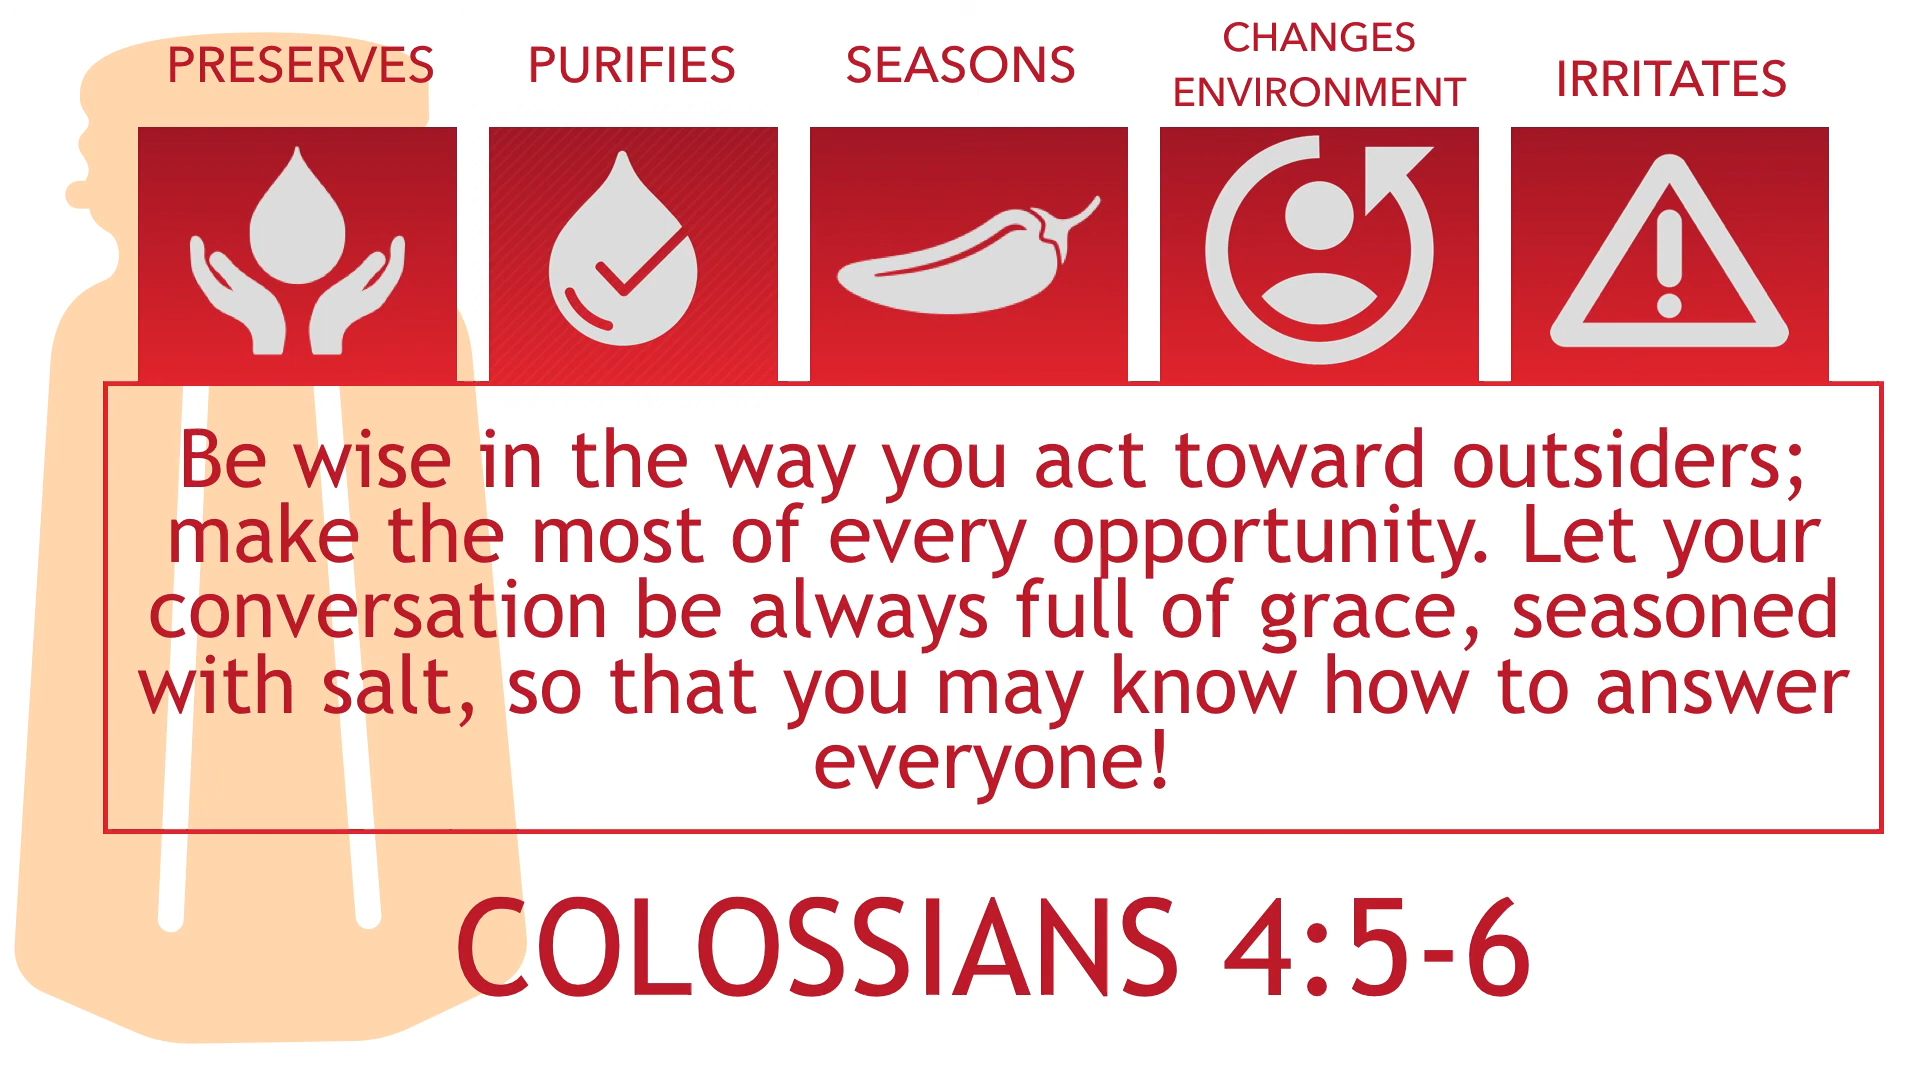 PRESERVES
PURIFIES
SEASONS
CHANGES
ENVIRONMENT
IRRITATES
Be wise in the way you act toward outsiders;
make the most of every opportunity. Let your
conversation be always full of grace, seasoned
with salt, so that you may know how to answer
everyone!
COLOSSIANS 4:5-6